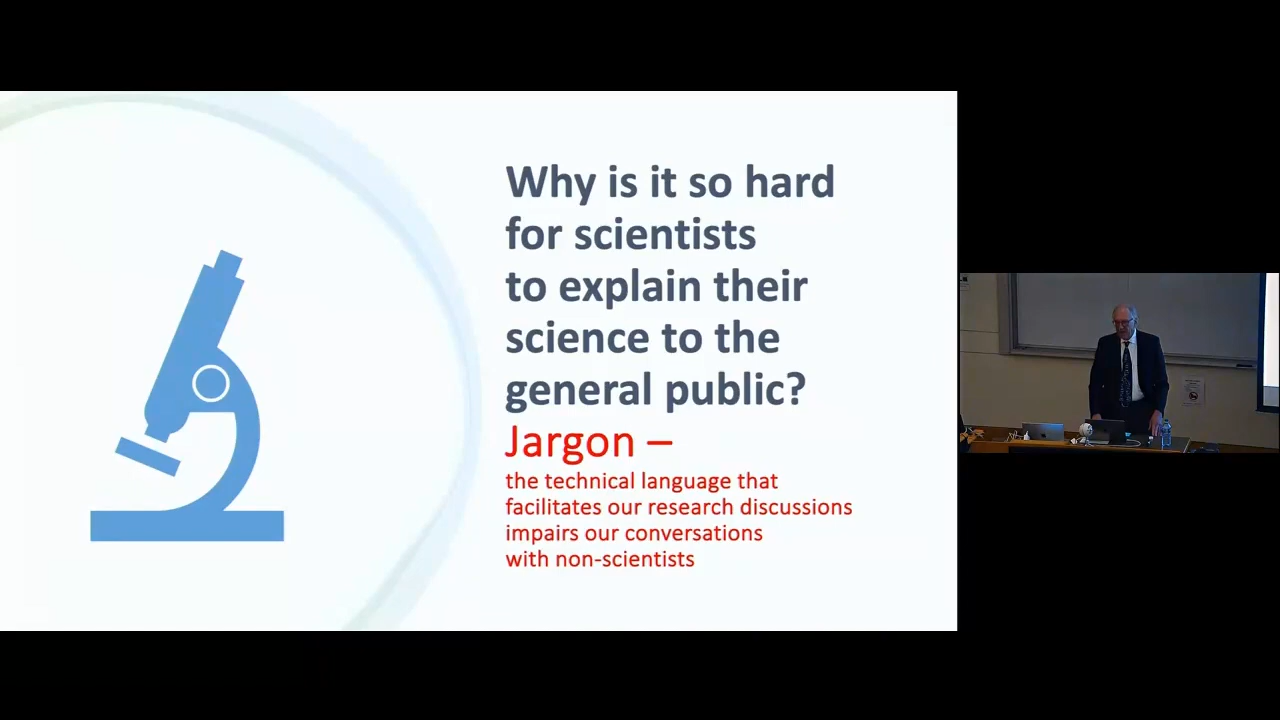 Why is it so hard
for scientists
to explain their
science to the
general public?
Jargon –
the technical language that
facilitates our research discussions
impairs our conversations
with non-scientists